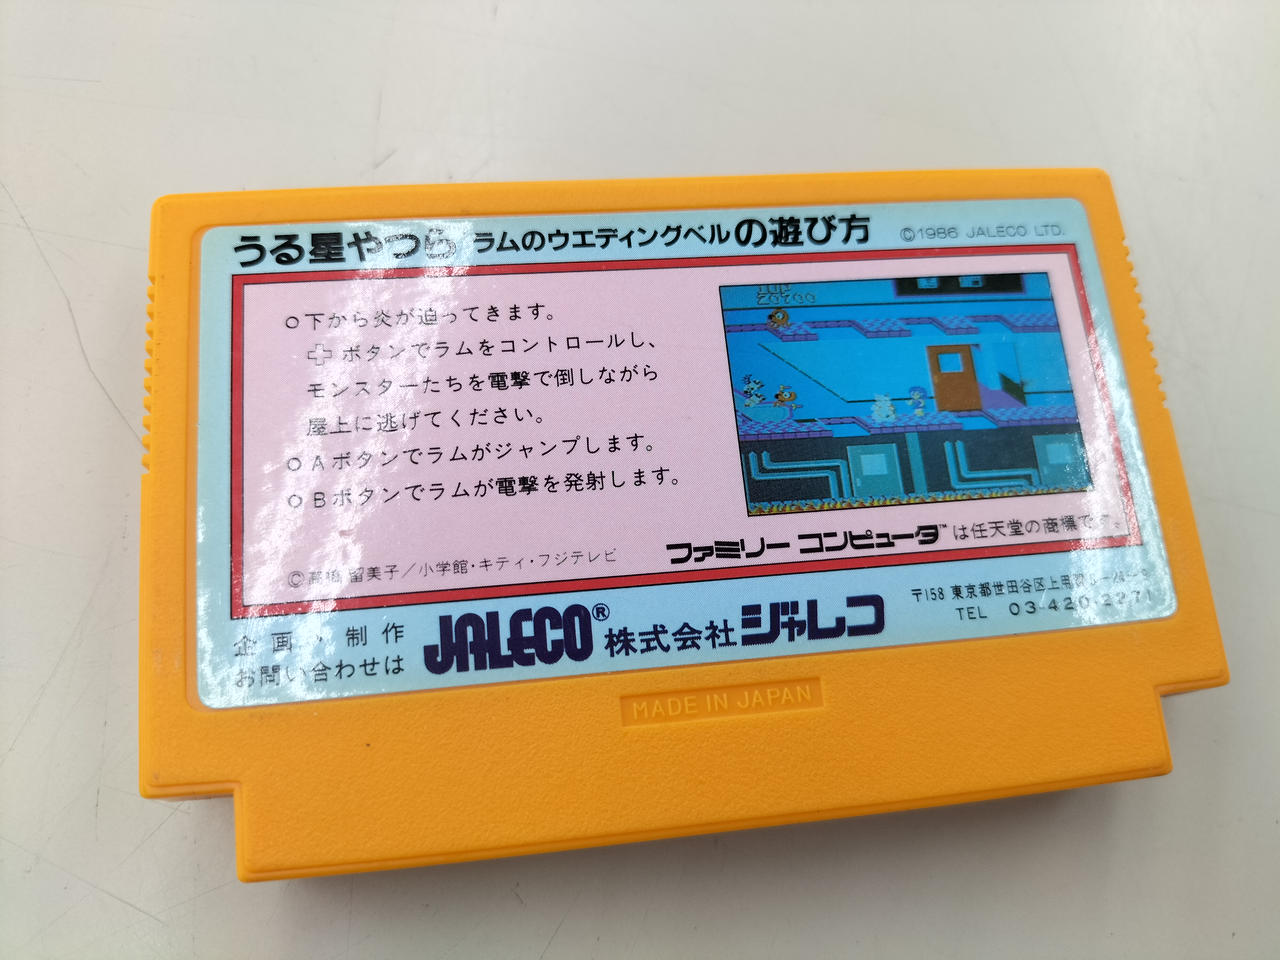 うる星やつら ラムのウエディングベルの遊び方 ©1986 JALECO LTD.
○下から炎が迫ってきます。
ボタンでラムをコントロールし、
モンスターたちを電撃で倒しながら
屋上に逃げてください。
○Aボタンでラムがジャンプします。
○Bボタンでラムが電撃を発射します。
1UP
20700
ファミリーコンピュータ™は任天堂の商標です。
©高橋留美子/小学館・キティ・フジテレビ
企画・制作
お問い合わせは
JALECO® 株式会社ジャレコ
〒158 東京都世田谷区上用賀
TEL 03-420-2271
MADE IN JAPAN